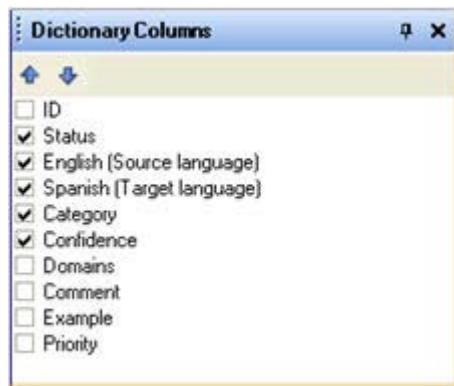 Dictionary Columns
ID
Status
English (Source language)
Spanish (Target language)
Category
Confidence
Domains
Comment
Example
Priority